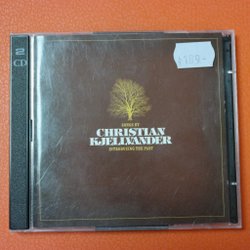 2
CD
SONGS BY
CHRISTIAN
KJELLVANDER
INTRODUCING THE PAST